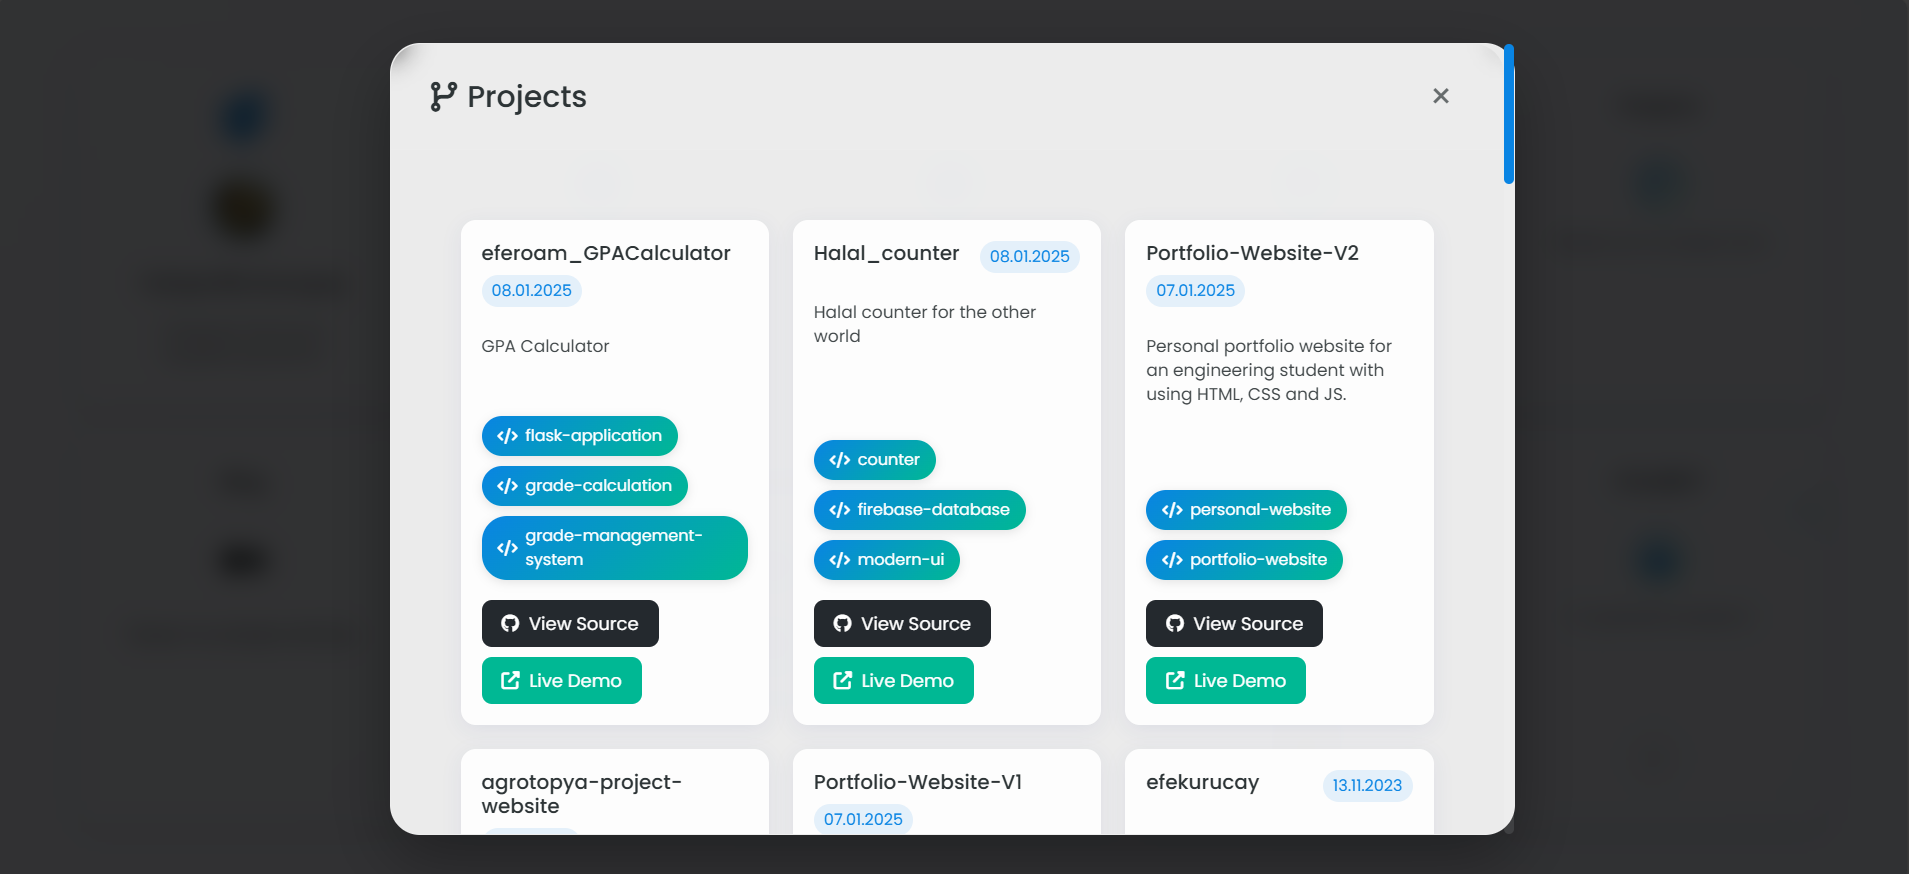 Projects
eferoam_GPACalculator
08.01.2025
GPA Calculator
flask-application
grade-calculation
grade-management-
system
View Source
Live Demo
Halal_counter
08.01.2025
Halal counter for the other
world
counter
firebase-database
modern-ui
View Source
Live Demo
Portfolio-Website-V2
07.01.2025
Personal portfolio website for
an engineering student with
using HTML, CSS and JS.
personal-website
portfolio-website
View Source
Live Demo
agrotopya-project-
website
Portfolio-Website-V1
07.01.2025
efekurucay
13.11.2023